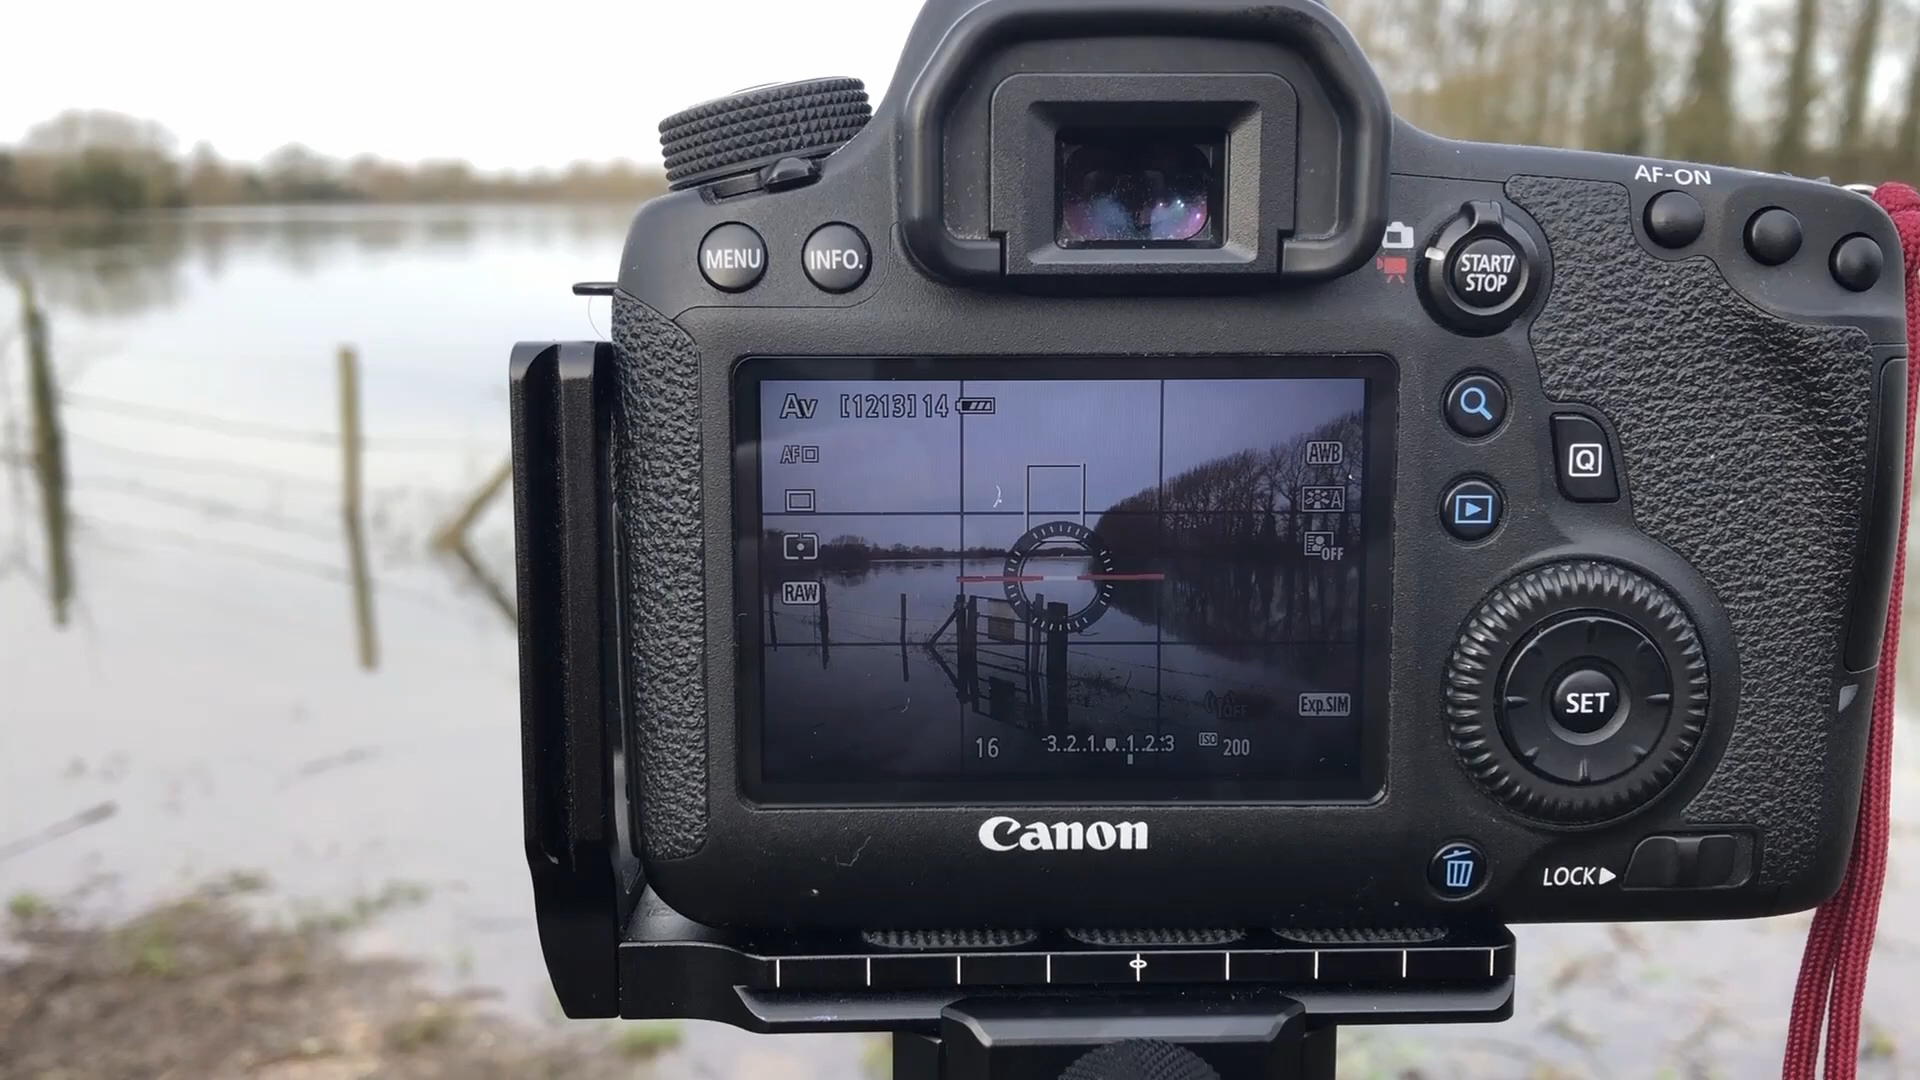 AF-ON
MENU INFO. START/
STOP
Av [1213] 14
AF AWB
A
OFF
Q
RAW
SET
OFF Exp.SIM
16 -3..2..1..▼..1..2..3 ISO 200
Canon
LOCK▶